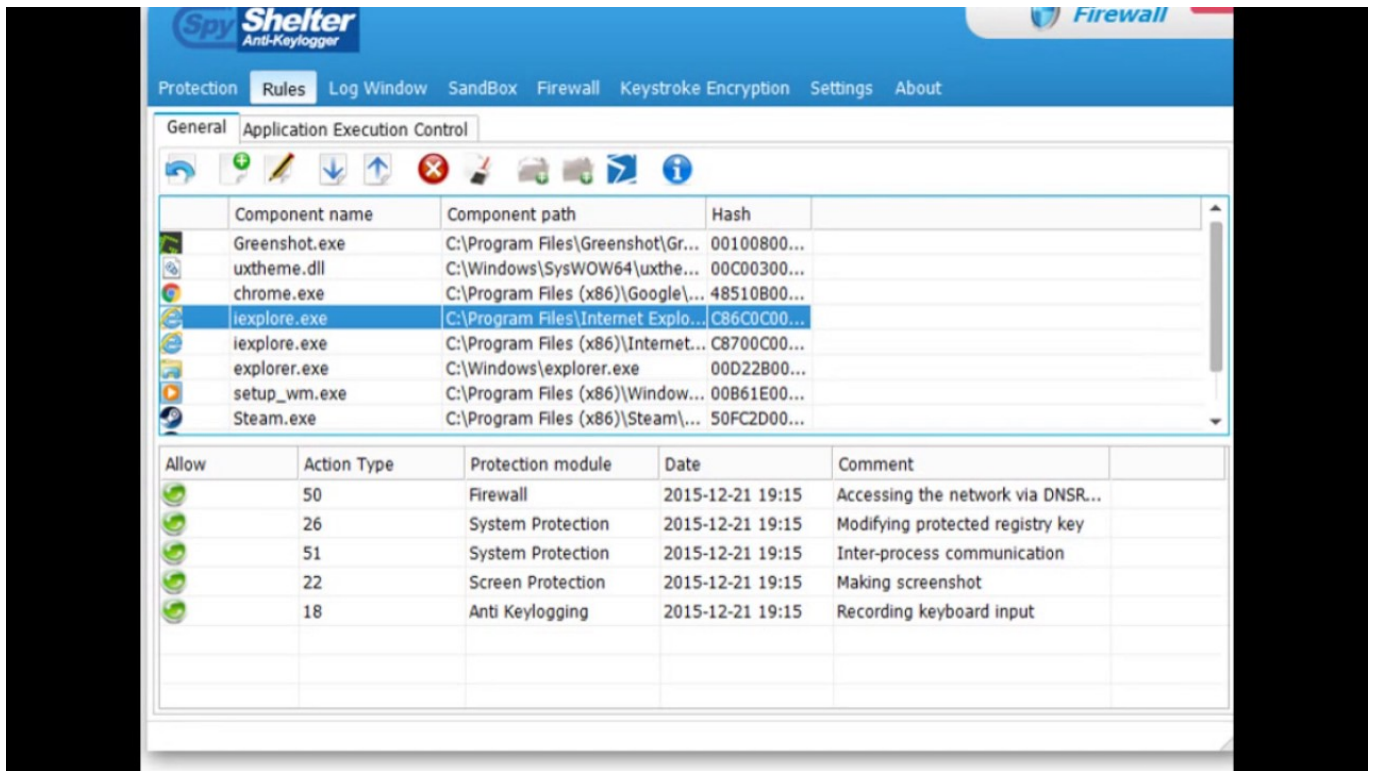 Spy Shelter
Anti-Keylogger
Firewall
Protection Rules Log Window SandBox Firewall Keystroke Encryption Settings About
General Application Execution Control
Component name Component path Hash
Greenshot.exe C:\Program Files\Greenshot\Gr... 00100800...
uxtheme.dll C:\Windows\SysWOW64\uxthe... 00C00300...
chrome.exe C:\Program Files (x86)\Google\... 48510B00...
iexplore.exe C:\Program Files\Internet Explo... C86C0C00...
iexplore.exe C:\Program Files (x86)\Internet... C8700C00...
explorer.exe C:\Windows\explorer.exe 00D22B00...
setup_wm.exe C:\Program Files (x86)\Window... 00B61E00...
Steam.exe C:\Program Files (x86)\Steam\... 50FC2D00...
Allow Action Type Protection module Date Comment
50 Firewall 2015-12-21 19:15 Accessing the network via DNSR...
26 System Protection 2015-12-21 19:15 Modifying protected registry key
51 System Protection 2015-12-21 19:15 Inter-process communication
22 Screen Protection 2015-12-21 19:15 Making screenshot
18 Anti Keylogging 2015-12-21 19:15 Recording keyboard input